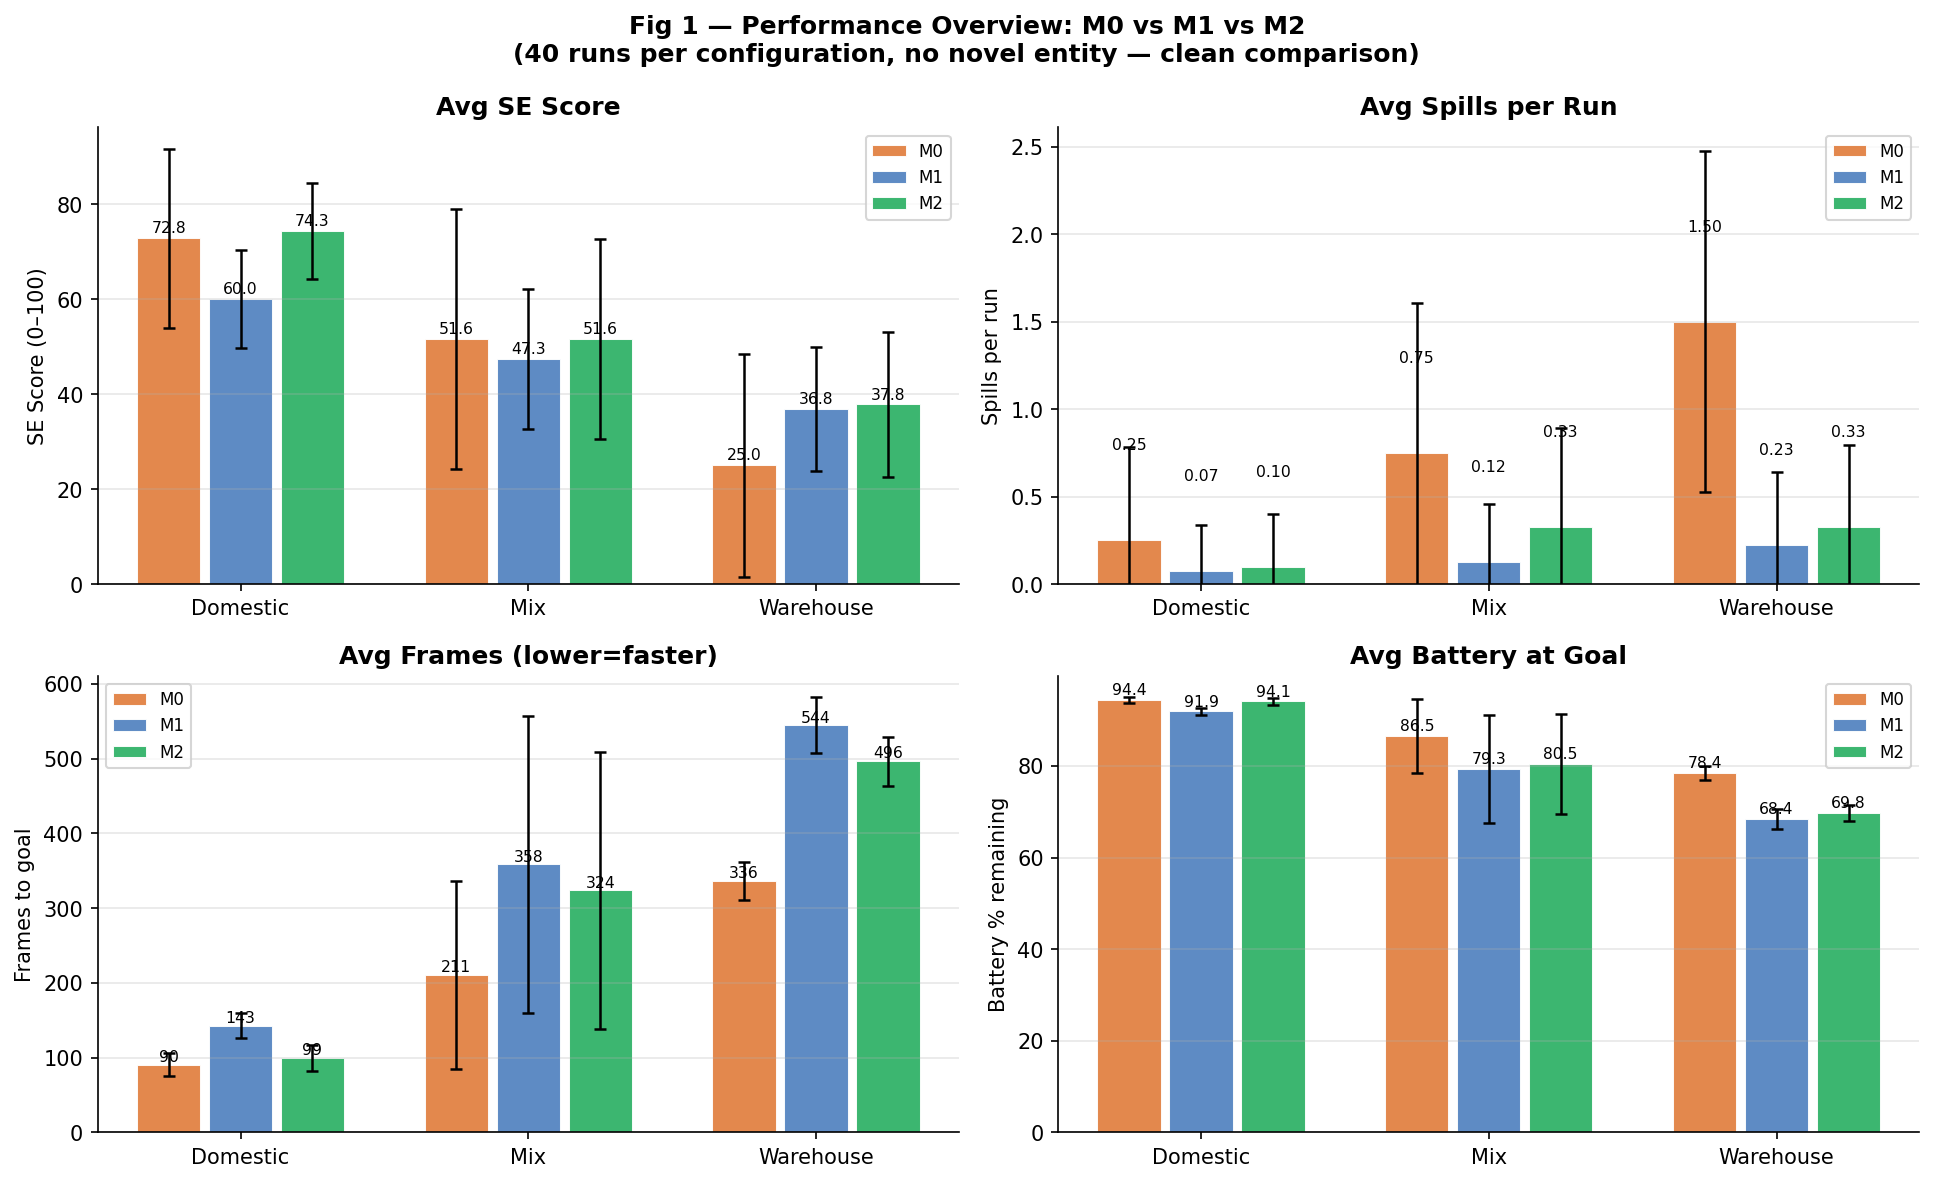 Fig 1 — Performance Overview: M0 vs M1 vs M2
(40 runs per configuration, no novel entity — clean comparison)
Avg SE Score
SE Score (0–100)
80
60
40
20
0
72.8
60.0
74.3
51.6
47.3
51.6
25.0
36.8
37.8
M0
M1
M2
Domestic
Mix
Warehouse
Avg Spills per Run
Spills per run
2.5
2.0
1.5
1.0
0.5
0.0
0.25
0.07
0.10
0.75
0.12
0.33
1.50
0.23
0.33
M0
M1
M2
Domestic
Mix
Warehouse
Avg Frames (lower=faster)
Frames to goal
600
500
400
300
200
100
0
90
143
99
211
358
324
336
544
496
M0
M1
M2
Domestic
Mix
Warehouse
Avg Battery at Goal
Battery % remaining
80
60
40
20
0
94.4
91.9
94.1
86.5
79.3
80.5
78.4
68.4
69.8
M0
M1
M2
Domestic
Mix
Warehouse